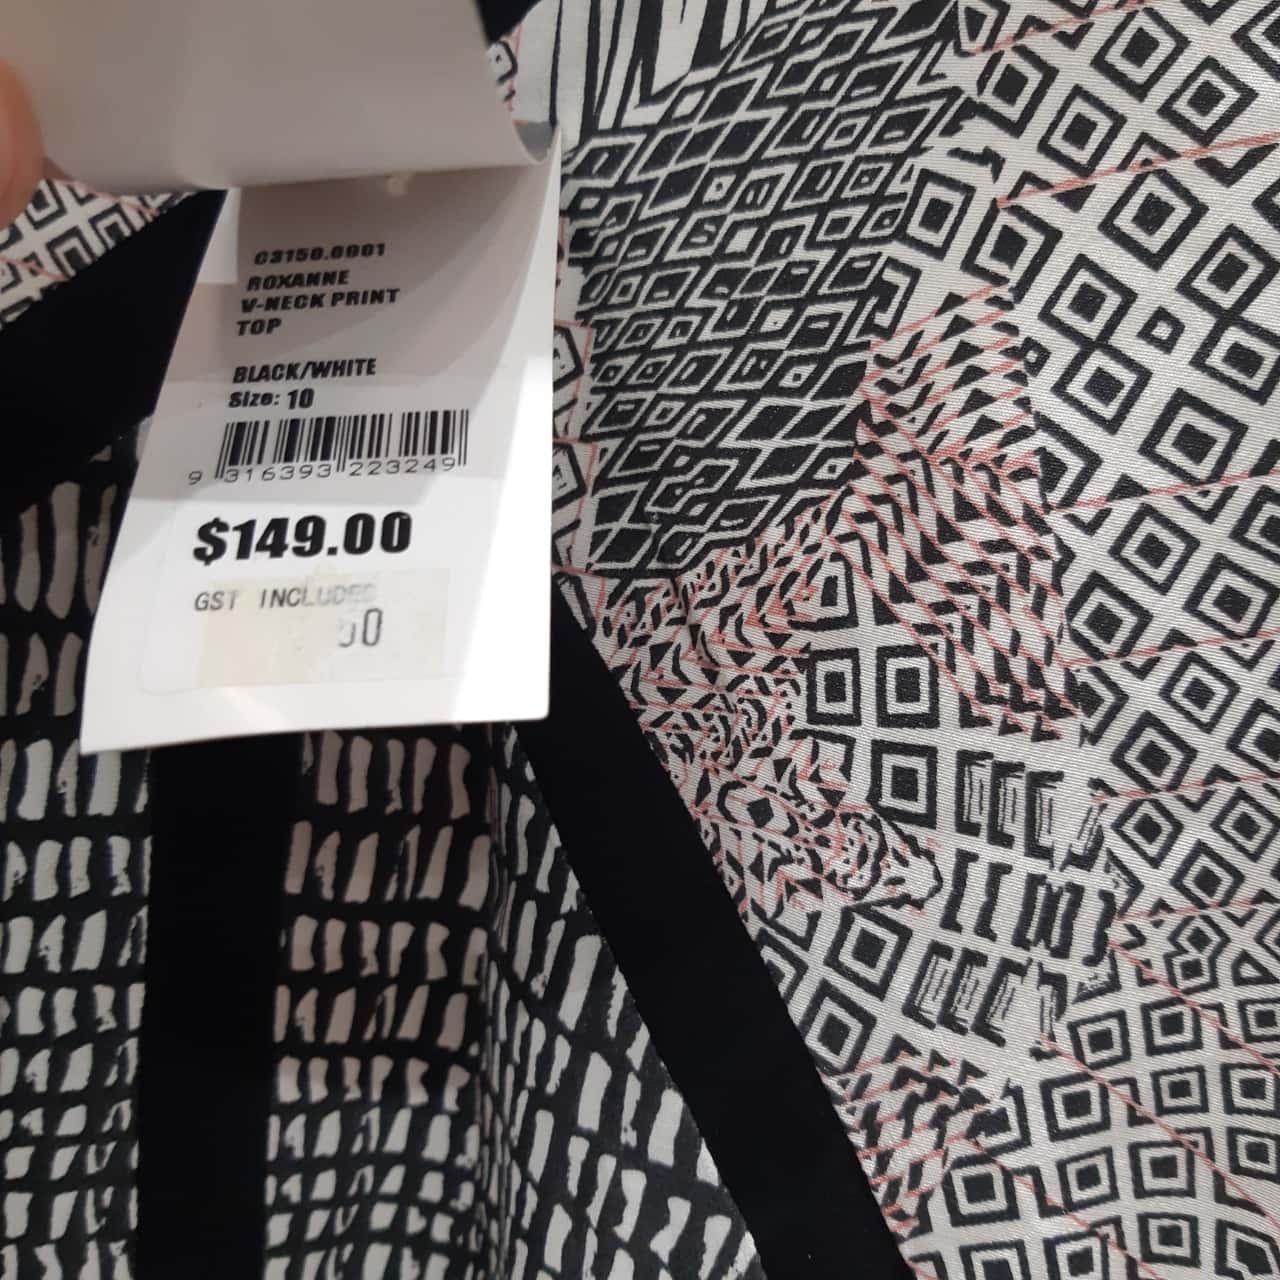 C3150.0001
ROXANNE
V-NECK PRINT
TOP
BLACK/WHITE
Size: 10
9 316393 223249
$149.00
GST INCLUDED